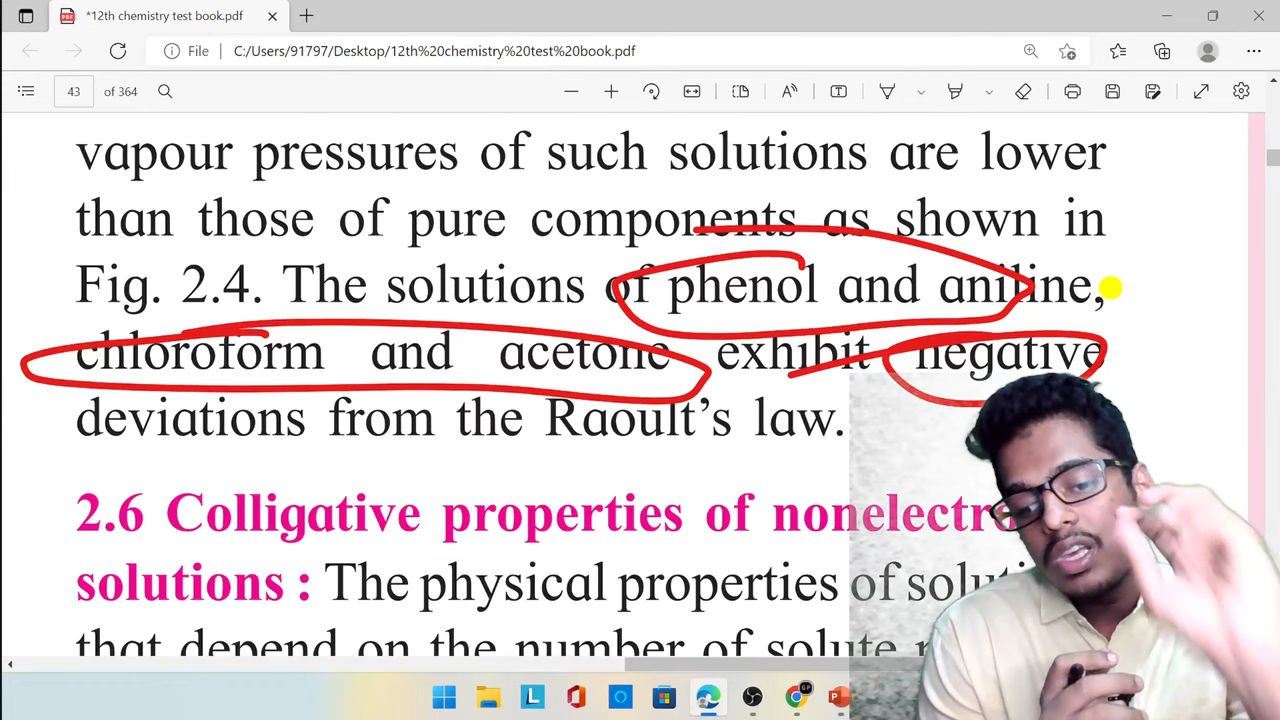 *12th chemistry test book.pdf
File
C:/Users/91797/Desktop/12th%20chemistry%20test%20book.pdf
43 of 364
vapour pressures of such solutions are lower
than those of pure components as shown in
Fig. 2.4. The solutions of phenol and aniline,
chloroform and acetone exhibit negative
deviations from the Raoult's law.
2.6 Colligative properties of
solutions : The physical properties of
that depend on the number of solute